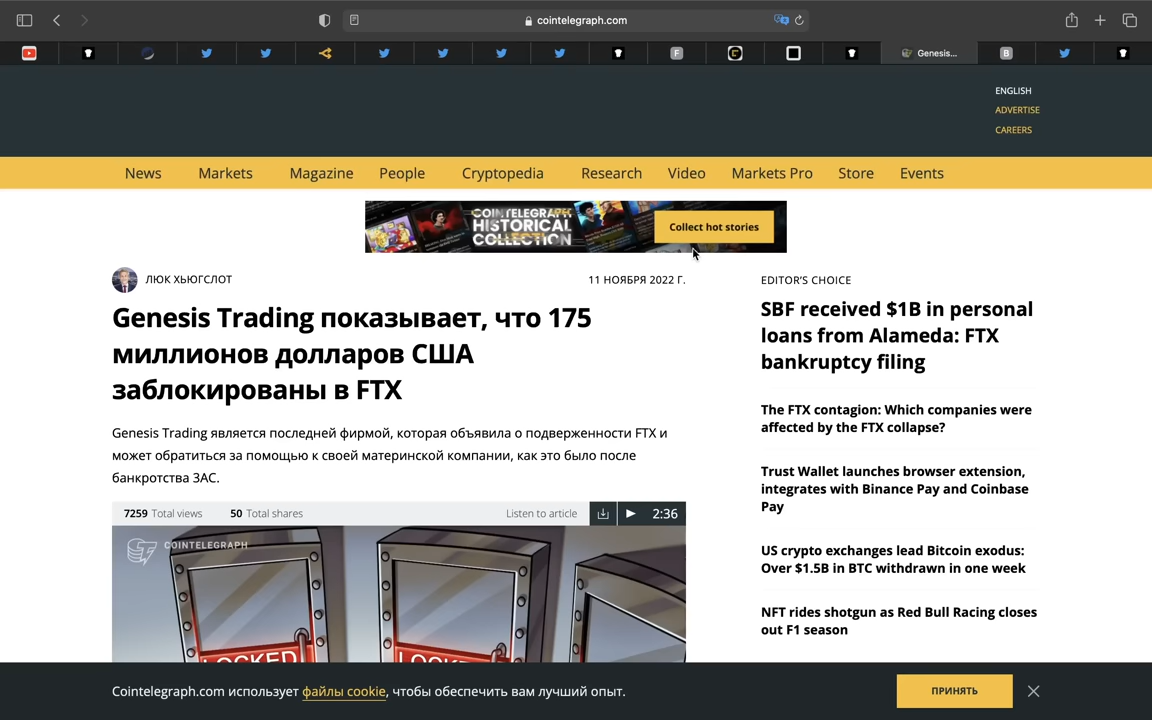 cointelegraph.com
F
Genesis...
B
ENGLISH
ADVERTISE
CAREERS
News Markets Magazine People Cryptopedia Research Video Markets Pro Store Events
COINTELEGRAPH
HISTORICAL
COLLECTION
Collect hot stories
ЛЮК ХЬЮГСЛОТ
11 НОЯБРЯ 2022 Г.
Genesis Trading показывает, что 175
миллионов долларов США
заблокированы в FTX
Genesis Trading является последней фирмой, которая объявила о подверженности FTX и
может обратиться за помощью к своей материнской компании, как это было после
банкротства ЗАС.
7259 Total views 50 Total shares Listen to article 2:36
COINTELEGRAPH
LOCKED
LOCKED
EDITOR'S CHOICE
SBF received $1B in personal
loans from Alameda: FTX
bankruptcy filing
The FTX contagion: Which companies were
affected by the FTX collapse?
Trust Wallet launches browser extension,
integrates with Binance Pay and Coinbase
Pay
US crypto exchanges lead Bitcoin exodus:
Over $1.5B in BTC withdrawn in one week
NFT rides shotgun as Red Bull Racing closes
out F1 season
Cointelegraph.com использует файлы cookie, чтобы обеспечить вам лучший опыт.
ПРИНЯТЬ